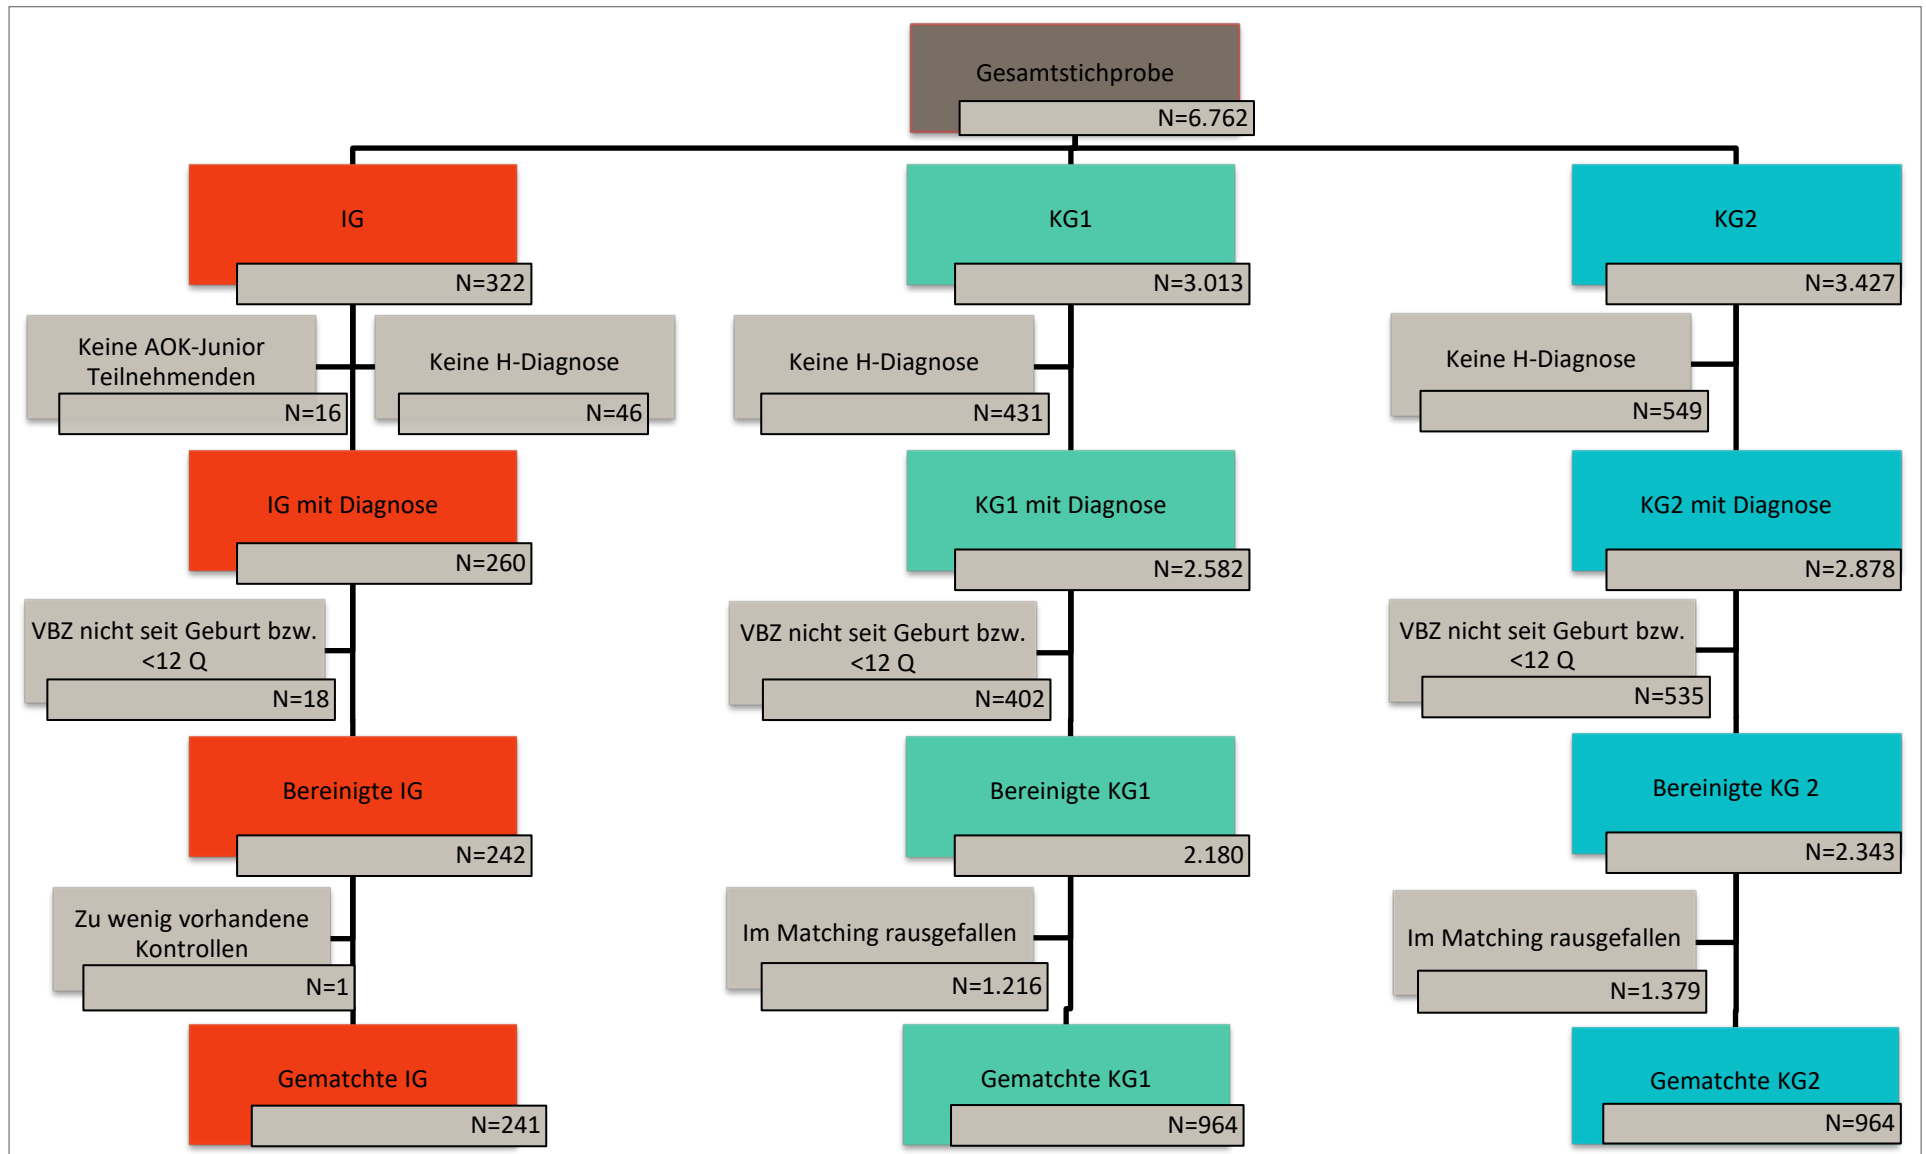 Gesamtstichprobe
N=6.762
IG
N=322
KG1
N=3.013
KG2
N=3.427
Keine AOK-Junior
Teilnehmenden
N=16
Keine H-Diagnose
N=46
Keine H-Diagnose
N=431
Keine H-Diagnose
N=549
IG mit Diagnose
N=260
KG1 mit Diagnose
N=2.582
KG2 mit Diagnose
N=2.878
VBZ nicht seit Geburt bzw.
<12 Q
N=18
VBZ nicht seit Geburt bzw.
<12 Q
N=402
VBZ nicht seit Geburt bzw.
<12 Q
N=535
Bereinigte IG
N=242
Bereinigte KG1
2.180
Bereinigte KG 2
N=2.343
Zu wenig vorhandene
Kontrollen
N=1
Im Matching rausgefallen
N=1.216
Im Matching rausgefallen
N=1.379
Gematchte IG
N=241
Gematchte KG1
N=964
Gematchte KG2
N=964